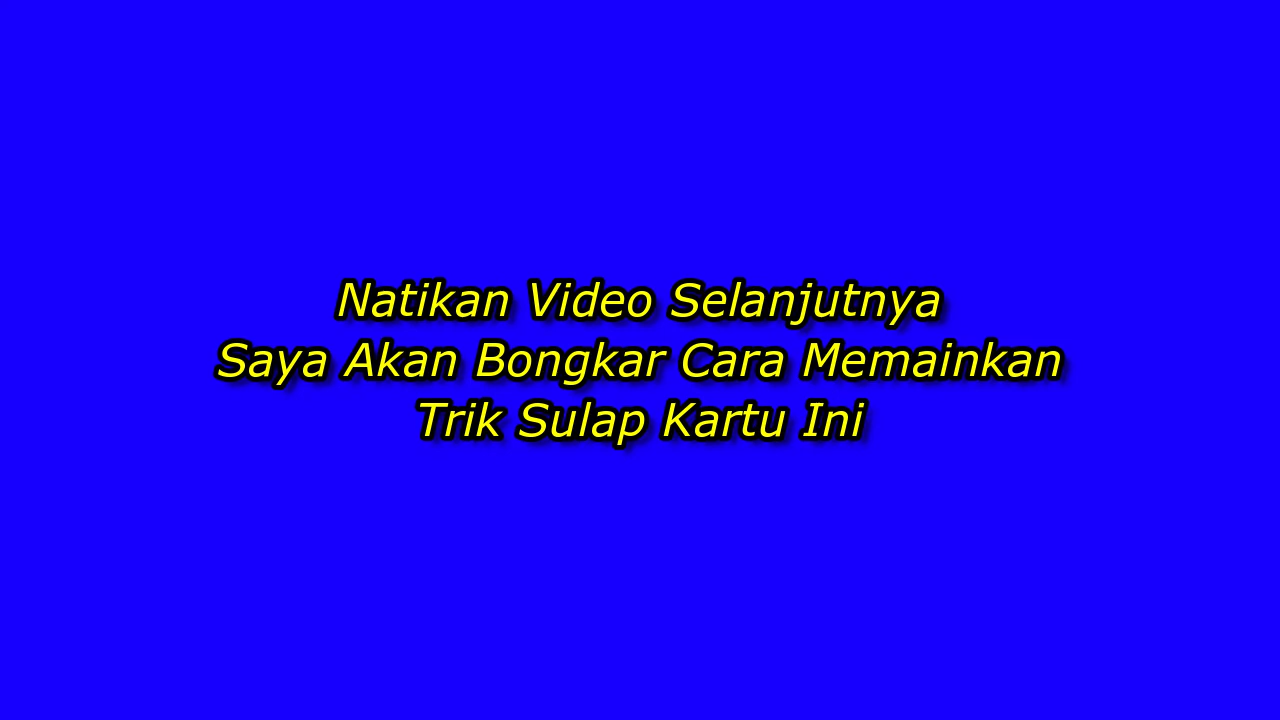 Natikan Video Selanjutnya
Saya Akan Bongkar Cara Memainkan
Trik Sulap Kartu Ini